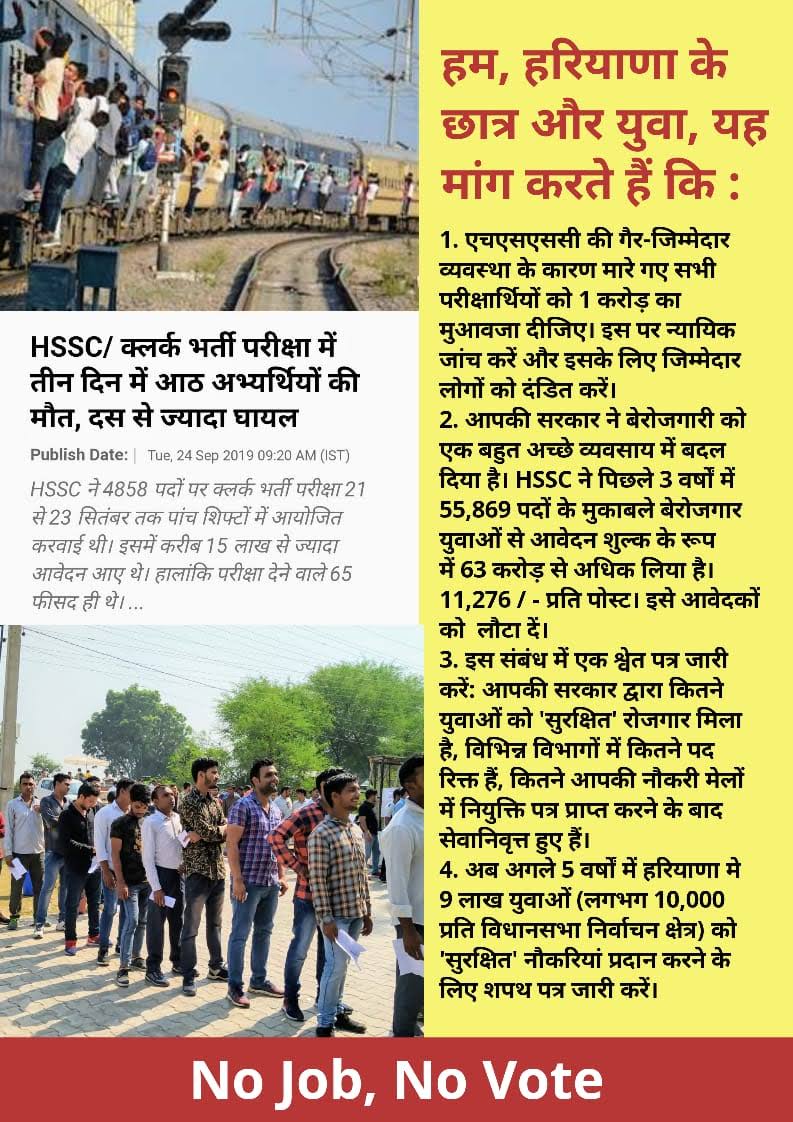 हम, हरियाणा के
छात्र और युवा, यह
मांग करते हैं कि :
1. एचएसएससी की गैर-जिम्मेदार
व्यवस्था के कारण मारे गए सभी
परीक्षार्थियों को 1 करोड़ का
मुआवजा दीजिए। इस पर न्यायिक
जांच करें और इसके लिए जिम्मेदार
लोगों को दंडित करें।
2. आपकी सरकार ने बेरोजगारी को
एक बहुत अच्छे व्यवसाय में बदल
दिया है। HSSC ने पिछले 3 वर्षों में
55,869 पदों के मुकाबले बेरोजगार
युवाओं से आवेदन शुल्क के रूप
में 63 करोड़ से अधिक लिया है।
11,276 / - प्रति पोस्ट। इसे आवेदकों
को लौटा दें।
3. इस संबंध में एक श्वेत पत्र जारी
करें: आपकी सरकार द्वारा कितने
युवाओं को 'सुरक्षित' रोजगार मिला
है, विभिन्न विभागों में कितने पद
रिक्त हैं, कितने आपकी नौकरी मेलों
में नियुक्ति पत्र प्राप्त करने के बाद
सेवानिवृत्त हुए हैं।
4. अब अगले 5 वर्षों में हरियाणा मे
9 लाख युवाओं (लगभग 10,000
प्रति विधानसभा निर्वाचन क्षेत्र) को
'सुरक्षित' नौकरियां प्रदान करने के
लिए शपथ पत्र जारी करें।
HSSC/ क्लर्क भर्ती परीक्षा में
तीन दिन में आठ अभ्यर्थियों की
मौत, दस से ज्यादा घायल
Publish Date: | Tue, 24 Sep 2019 09:20 AM (IST)
HSSC ने 4858 पदों पर क्लर्क भर्ती परीक्षा 21
से 23 सितंबर तक पांच शिफ्टों में आयोजित
करवाई थी। इसमें करीब 15 लाख से ज्यादा
आवेदन आए थे। हालांकि परीक्षा देने वाले 65
फीसद ही थे। ...
No Job, No Vote